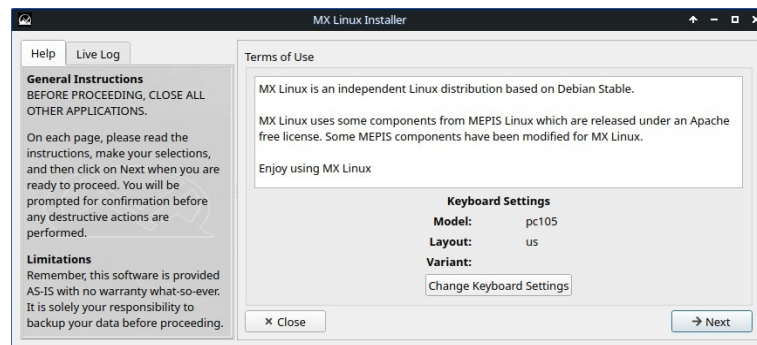 MX Linux Installer
Help
Live Log
General Instructions
BEFORE PROCEEDING, CLOSE ALL
OTHER APPLICATIONS.
On each page, please read the
instructions, make your selections,
and then click on Next when you are
ready to proceed. You will be
prompted for confirmation before
any destructive actions are
performed.
Limitations
Remember, this software is provided
AS-IS with no warranty what-so-ever.
It is solely your responsibility to
backup your data before proceeding.
Terms of Use
MX Linux is an independent Linux distribution based on Debian Stable.
MX Linux uses some components from MEPIS Linux which are released under an Apache
free license. Some MEPIS components have been modified for MX Linux.
Enjoy using MX Linux
Keyboard Settings
Model: pc105
Layout: us
Variant:
Change Keyboard Settings
Close
Next